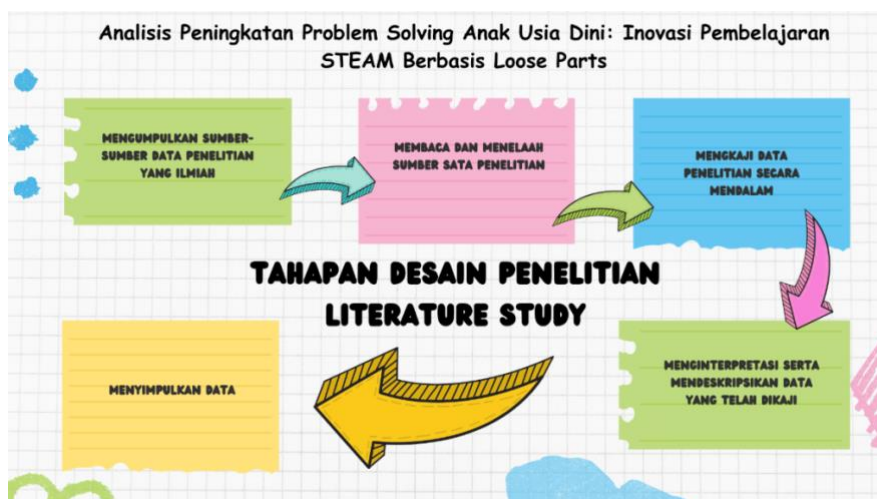 Analisis Peningkatan Problem Solving Anak Usia Dini: Inovasi Pembelajaran
STEAM Berbasis Loose Parts
MENGUMPULKAN SUMBER-
SUMBER DATA PENELITIAN
YANG ILMIAH
MEMBACA DAN MENELAAH
SUMBER SATA PENELITIAN
MENGKAJI DATA
PENELITIAN SECARA
MENDALAM
TAHAPAN DESAIN PENELITIAN
LITERATURE STUDY
MENGINTERPRETASI SERTA
MENDESKRIPSIKAN DATA
YANG TELAH DIKAJI
MENYIMPULKAN DATA